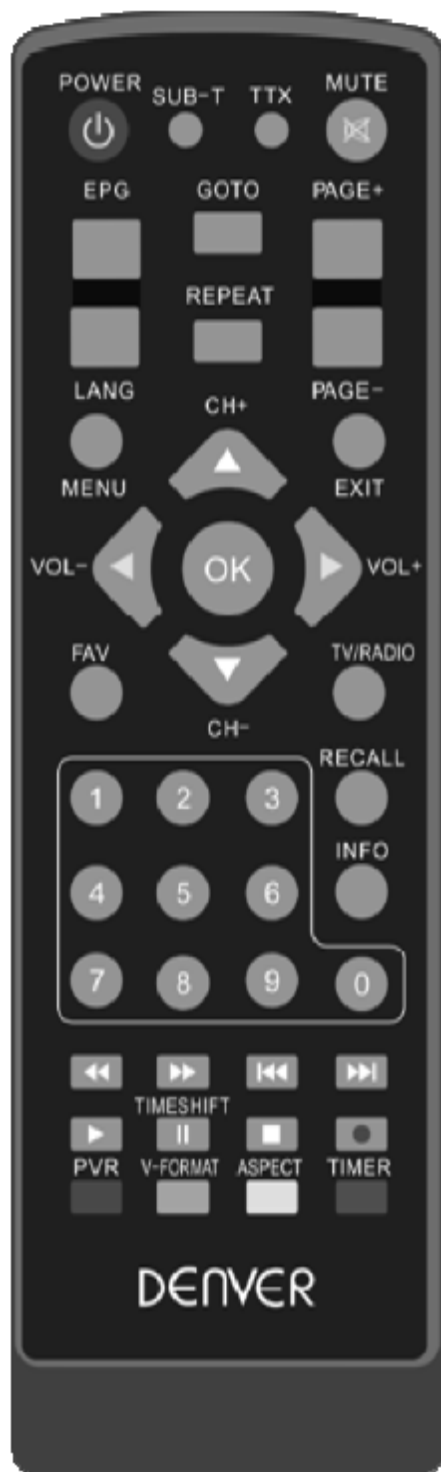 POWER SUB-T TTX MUTE
EPG GOTO PAGE+
REPEAT
LANG CH+ PAGE-
MENU EXIT
VOL- OK VOL+
FAV TV/RADIO
CH-
RECALL
1 2 3
INFO
4 5 6
7 8 9 0
TIMESHIFT
PVR V-FORMAT ASPECT TIMER
DENVER